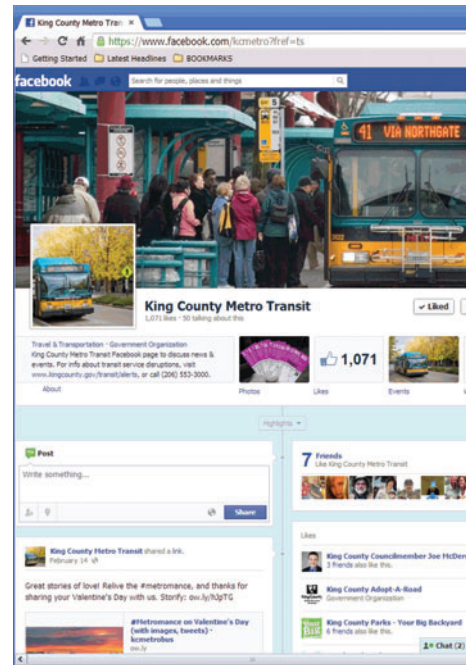 King County Metro Tran ×
https://www.facebook.com/kcmetro?fref=ts
Getting Started Latest Headlines BOOKMARKS
facebook
Search for people, places and things
5
41 VIA NORTHGATE
King County Metro Transit
1,071 likes · 50 talking about this
✓ Liked
Travel & Transportation · Government Organization
King County Metro Transit Facebook page to discuss news &
events. For info about transit service disruptions, visit
www.kingcounty.gov/transit/alerts, or call (206) 553-3000.
About
1,071
Photos
Likes
Events
Highlights
Post
Write something...
Share
7 Friends
Like King County Metro Transit
King County Metro Transit shared a link.
February 14
Great stories of love! Relive the #metromance, and thanks for
sharing your Valentine's Day with us. Storify: ow.ly/hJpTG
#Metromance on Valentine's Day
(with images, tweets) ·
kcmetrobus
ow.ly
Likes
King County Councilmember Joe McDer
3 friends also like this.
King County Adopt-A-Road
Government Organization
King County Parks - Your Big Backyard
6 friends also like this.
Chat (2)